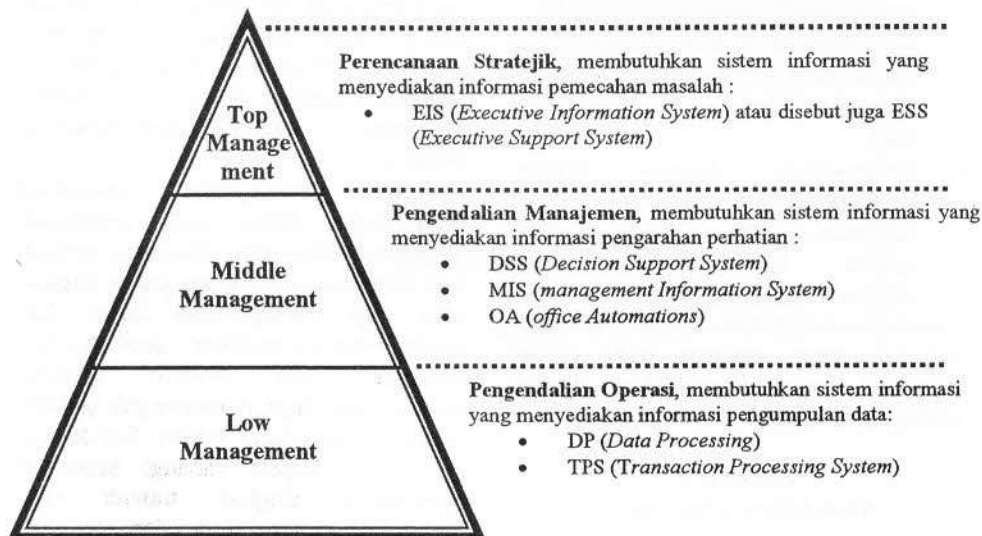 Top
Manage
ment
Perencanaan Stratejik, membutuhkan sistem informasi yang
menyediakan informasi pemecahan masalah :
• EIS (Executive Information System) atau disebut juga ESS
(Executive Support System)
Middle
Management
Pengendalian Manajemen, membutuhkan sistem informasi yang
menyediakan informasi pengarahan perhatian :
• DSS (Decision Support System)
• MIS (management Information System)
• OA (office Automations)
Low
Management
Pengendalian Operasi, membutuhkan sistem informasi
yang menyediakan informasi pengumpulan data:
• DP (Data Processing)
• TPS (Transaction Processing System)